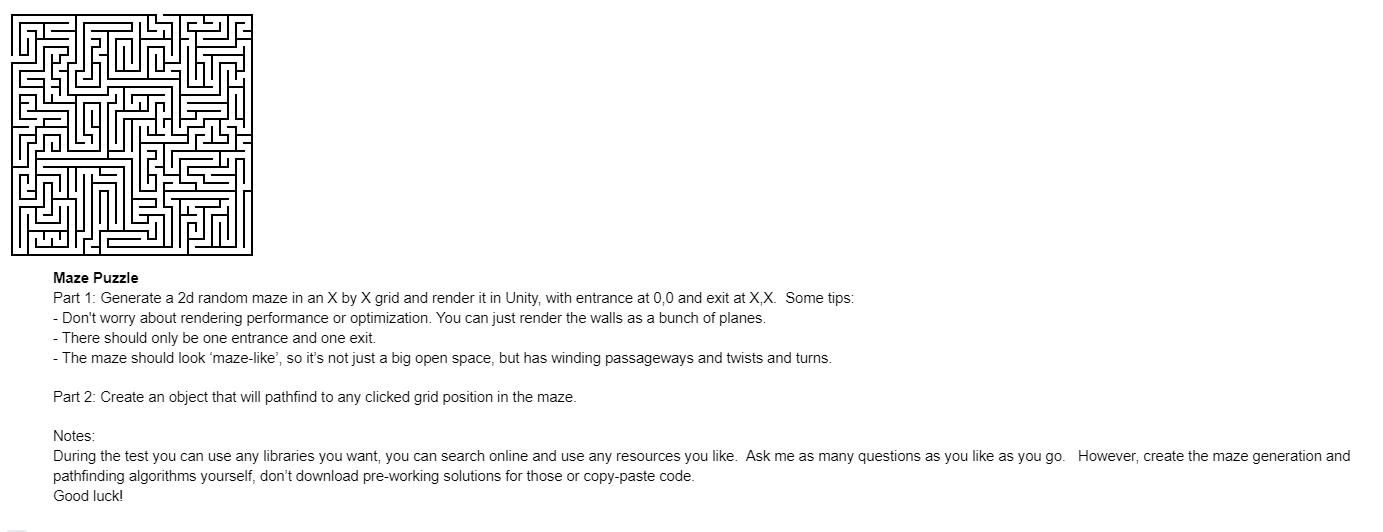 Maze Puzzle
Part 1: Generate a 2d random maze in an X by X grid and render it in Unity, with entrance at 0,0 and exit at X,X.  Some tips:
- Don't worry about rendering performance or optimization. You can just render the walls as a bunch of planes.
- There should only be one entrance and one exit.
- The maze should look ‘maze-like’, so it’s not just a big open space, but has winding passageways and twists and turns.
Part 2: Create an object that will pathfind to any clicked grid position in the maze.
Notes:
During the test you can use any libraries you want, you can search online and use any resources you like.  Ask me as many questions as you like as you go.   However, create the maze generation and
pathfinding algorithms yourself, don’t download pre-working solutions for those or copy-paste code.
Good luck!